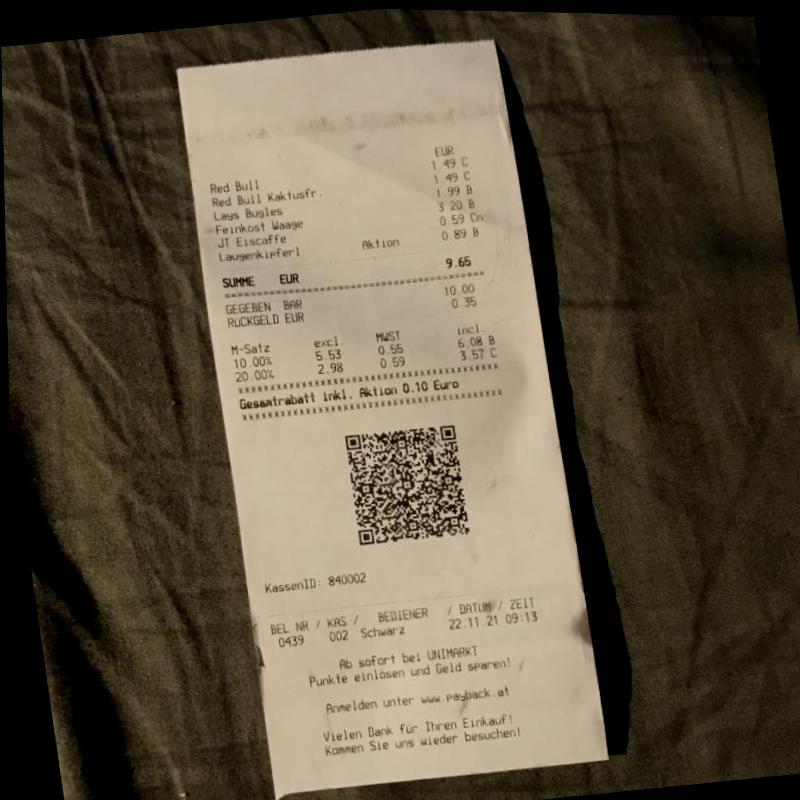 EUR
Red Bull 1.49 C
Red Bull Kaktusfr. 1.49 C
Lays Bugles 1.99 B
Feinkost Waage 3.20 B
JT Eiscaffe Aktion 0.59 Cn
Laugenkipferl 0.89 B
SUMME EUR 9.65
========================================
GEGEBEN BAR 10.00
RÜCKGELD EUR 0.35
M-Satz excl. MWST incl.
10.00% 5.53 0.55 6.08 B
20.00% 2.98 0.59 3.57 C
xxxxxxxxxxxxxxxxxxxxxxxxxxxxxxxxxxxxxxxx
Gesamtrabatt inkl. Aktion 0.10 Euro
xxxxxxxxxxxxxxxxxxxxxxxxxxxxxxxxxxxxxxxx
KassenID: 840002
BEL NR / KAS / BEDIENER / DATUM / ZEIT
0439 002 Schwarz 22.11.21 09:13
Ab sofort bei UNIMARKT
Punkte einlösen und Geld sparen!
Anmelden unter www.payback.at
Vielen Dank für Ihren Einkauf!
Kommen Sie uns wieder besuchen!